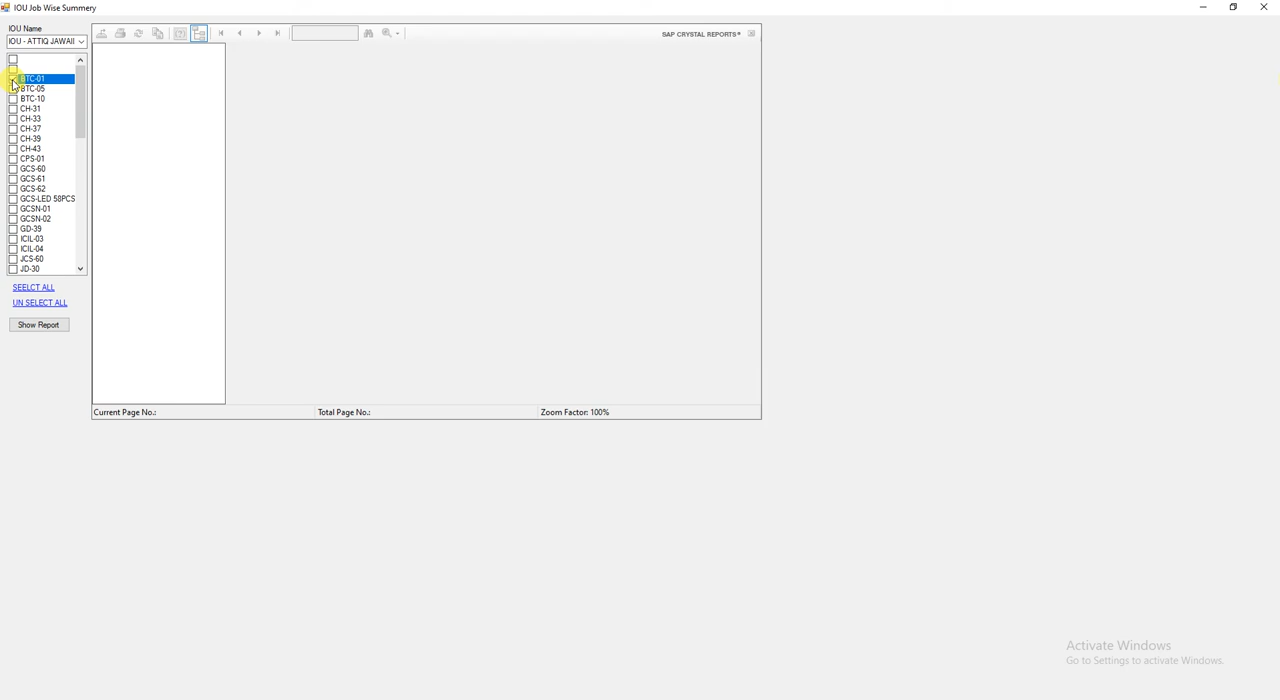 IOU Job Wise Summery
IOU Name
IOU - ATTIQ JAWAII
SAP CRYSTAL REPORTS®
BTC-01
BTC-05
BTC-10
CH-31
CH-33
CH-37
CH-39
CH-43
CPS-01
GCS-60
GCS-61
GCS-62
GCS-LED 58PCS
GCSN-01
GCSN-02
GD-39
ICIL-03
ICIL-04
JCS-60
JD-30
SEELCT ALL
UN SELECT ALL
Show Report
Current Page No.:
Total Page No.:
Zoom Factor: 100%
Activate Windows
Go to Settings to activate Windows.